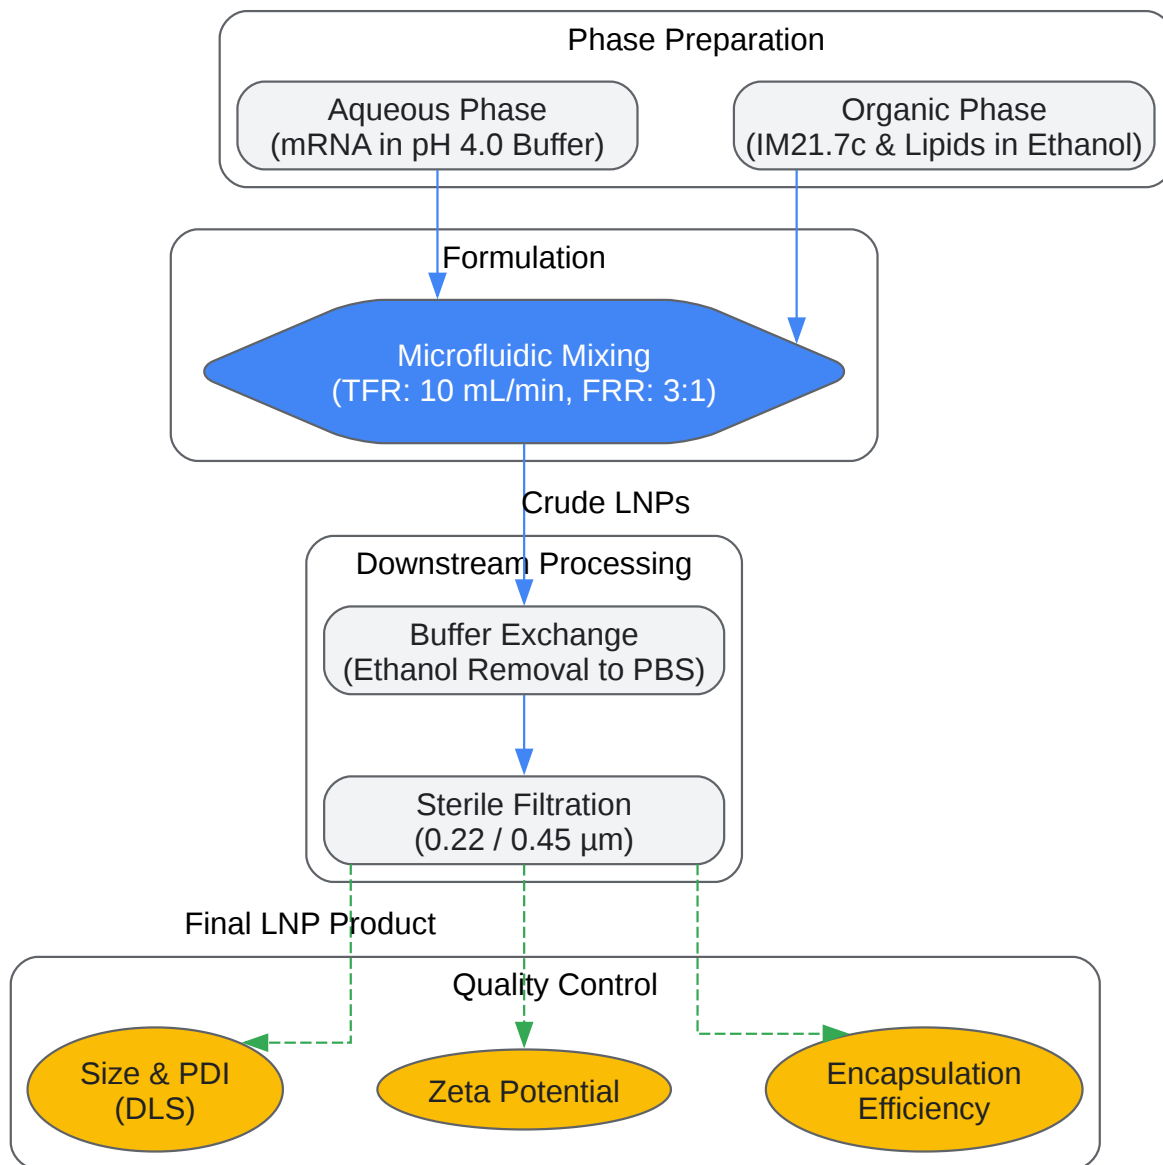 Phase Preparation
Aqueous Phase
(mRNA in pH 4.0 Buffer)
Organic Phase
(IM21.7c & Lipids in Ethanol)
Formulation
Microfluidic Mixing
(TFR: 10 mL/min, FRR: 3:1)
Crude LNPs
Downstream Processing
Buffer Exchange
(Ethanol Removal to PBS)
Sterile Filtration
(0.22 / 0.45 µm)
Final LNP Product
Quality Control
Size & PDI
(DLS)
Zeta Potential
Encapsulation
Efficiency